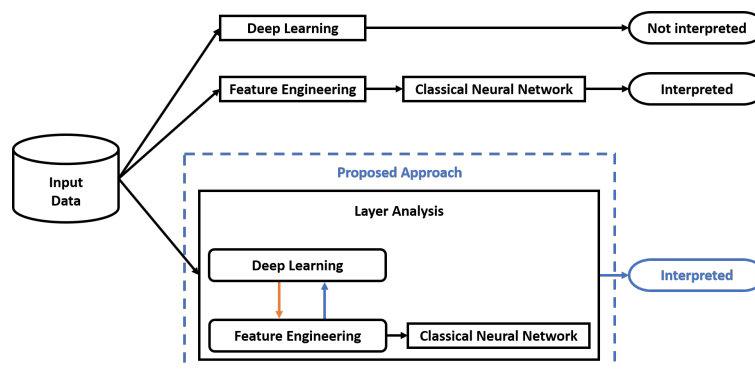 Deep Learning
Not interpreted
Feature Engineering
Classical Neural Network
Interpreted
Input
Data
Proposed Approach
Layer Analysis
Deep Learning
Interpreted
Feature Engineering
Classical Neural Network